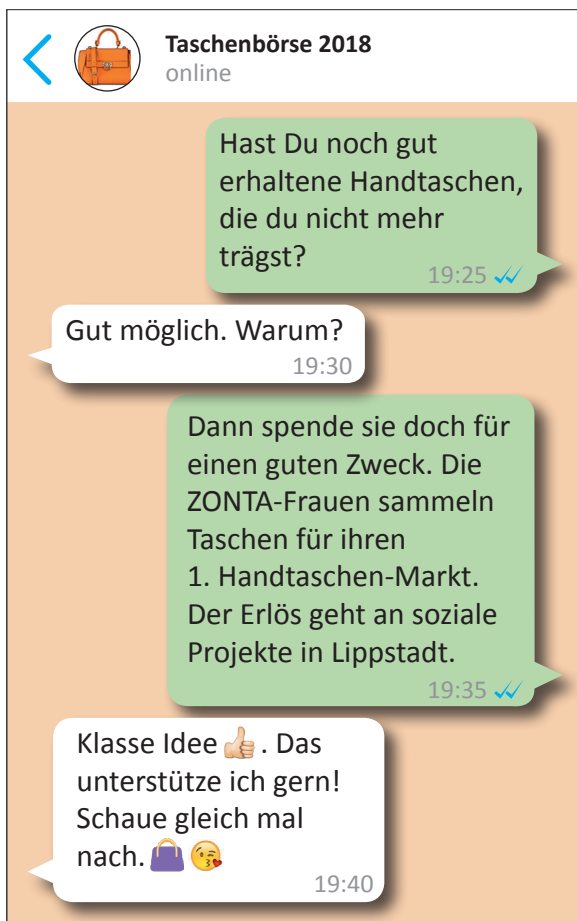 Taschenbörse 2018
online
Hast Du noch gut
erhaltene Handtaschen,
die du nicht mehr
trägst?
19:25
Gut möglich. Warum?
19:30
Dann spende sie doch für
einen guten Zweck. Die
ZONTA-Frauen sammeln
Taschen für ihren
1. Handtaschen-Markt.
Der Erlös geht an soziale
Projekte in Lippstadt.
19:35
Klasse Idee 👍🏻. Das
unterstütze ich gern!
Schaue gleich mal
nach. 👜 😘
19:40